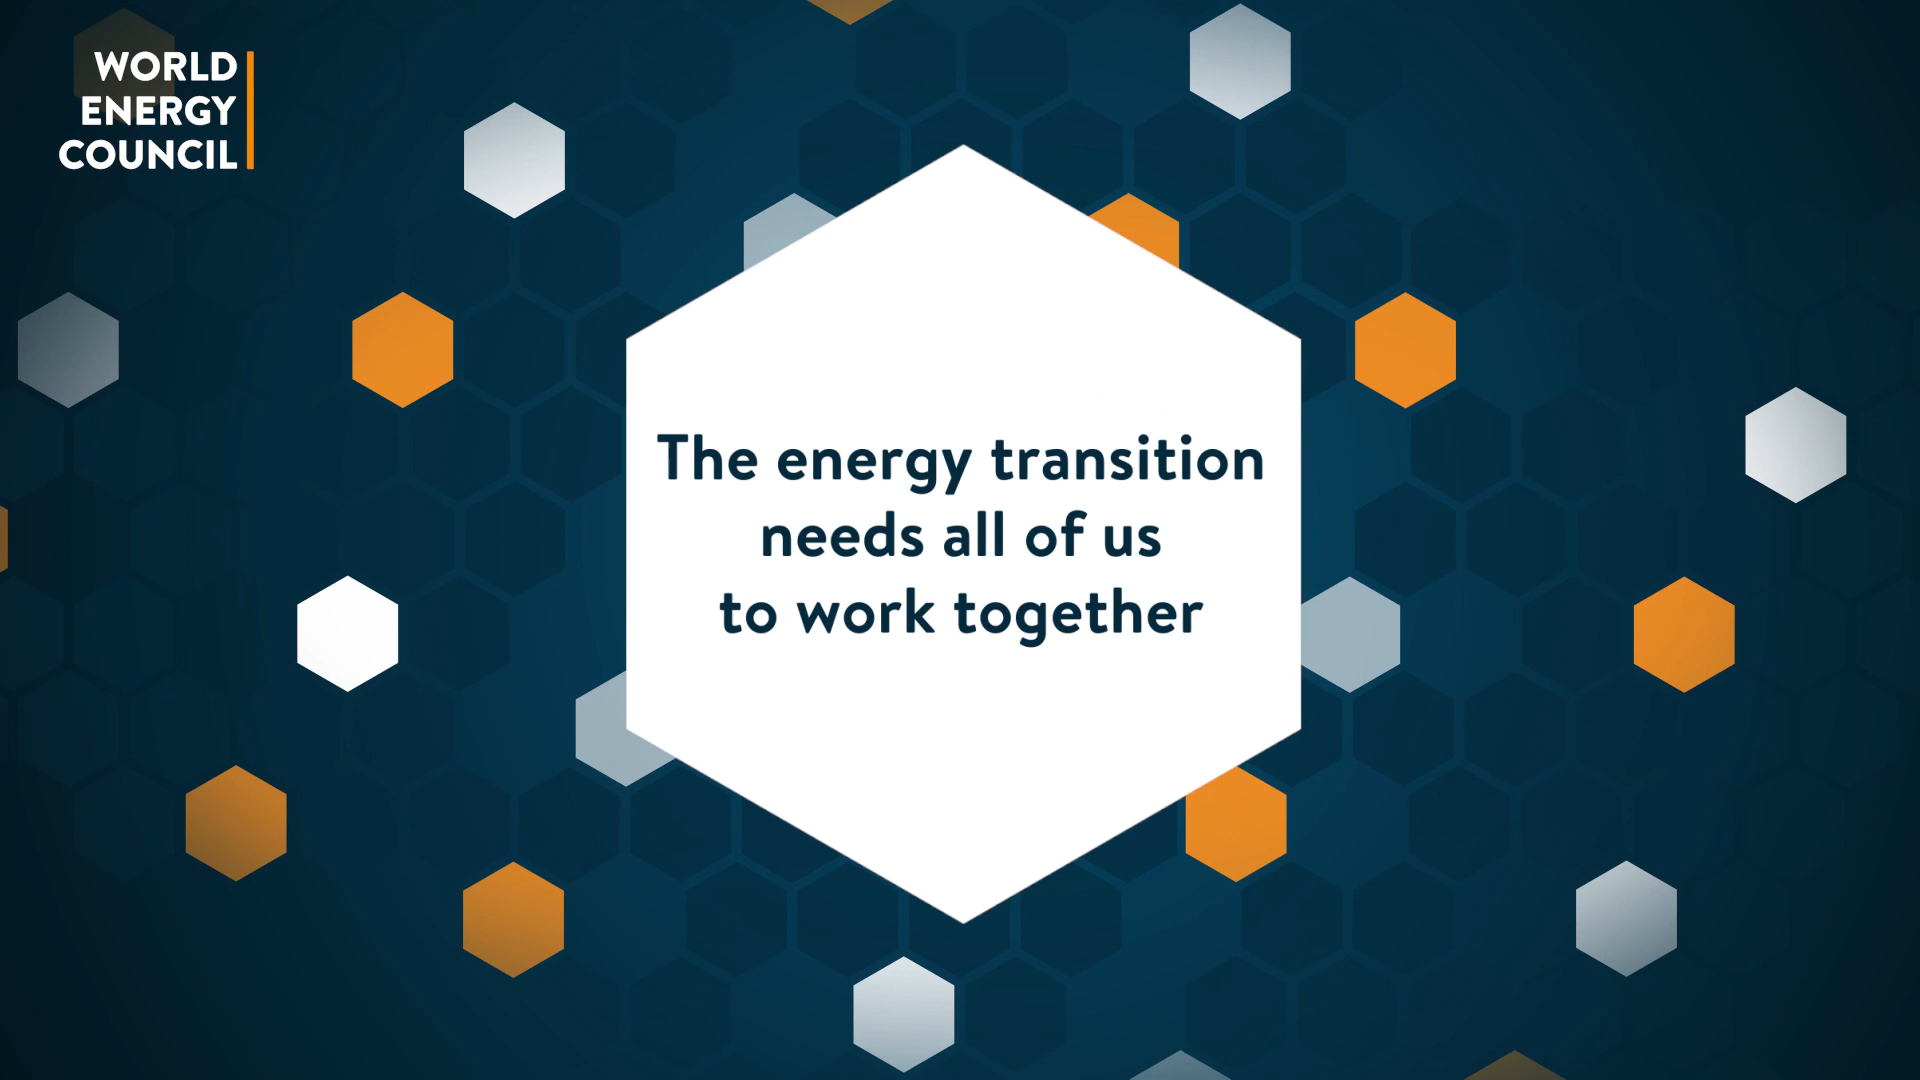 WORLD
ENERGY
COUNCIL
The energy transition
needs all of us
to work together